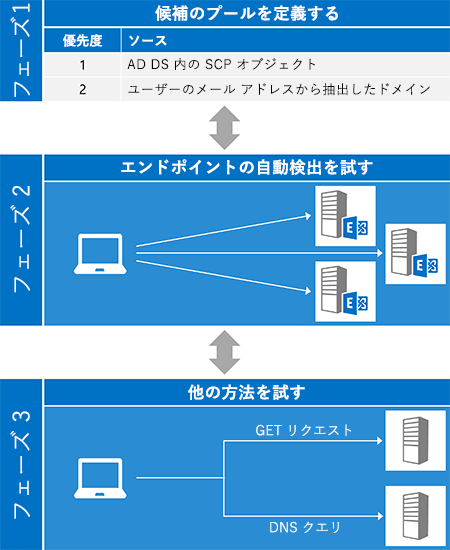 フェーズ 1
候補のプールを定義する
優先度 ソース
1 AD DS 内の SCP オブジェクト
2 ユーザーのメール アドレスから抽出したドメイン
フェーズ 2
エンドポイントの自動検出を試す
E
E
E
フェーズ 3
他の方法を試す
GET リクエスト
DNS クエリ